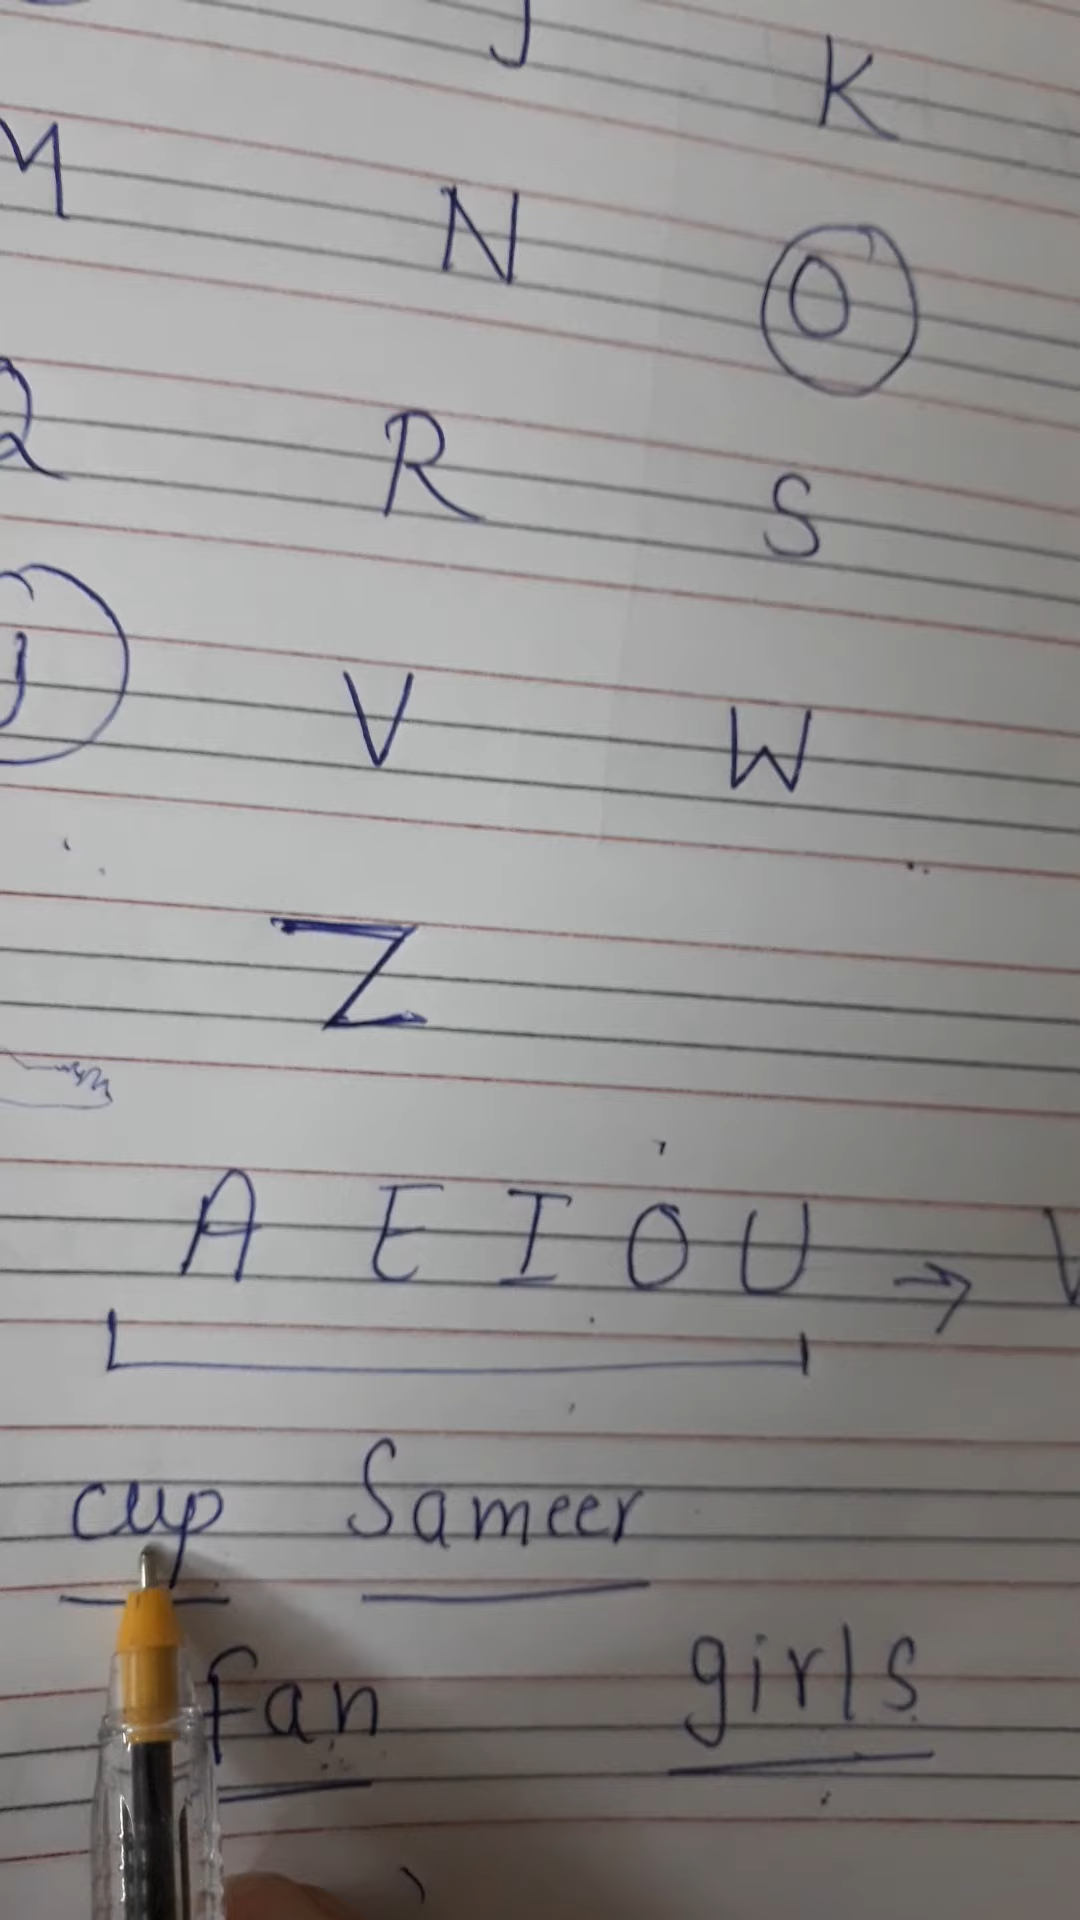 J K
M N O
Q R S
U V W
Z
A E I O U → V
cup Sameer
fan girls